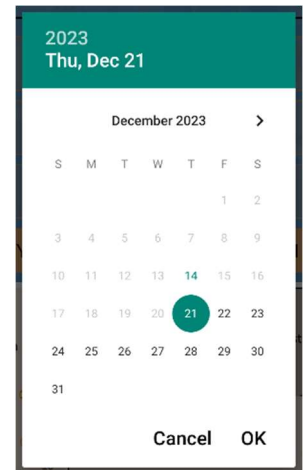 2023
Thu, Dec 21
December 2023 >
S M T W T F S
1 2
3 4 5 6 7 8 9
10 11 12 13 14 15 16
17 18 19 20 21 22 23
24 25 26 27 28 29 30
31
Cancel OK